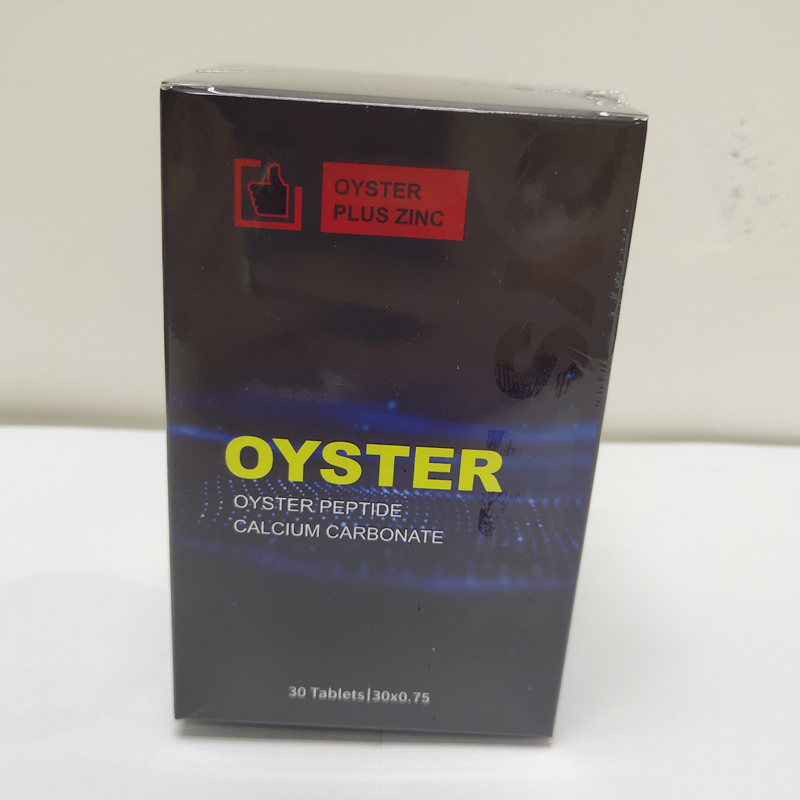 OYSTER
PLUS ZINC
OYSTER
OYSTER PEPTIDE
CALCIUM CARBONATE
30 Tablets|30x0.75